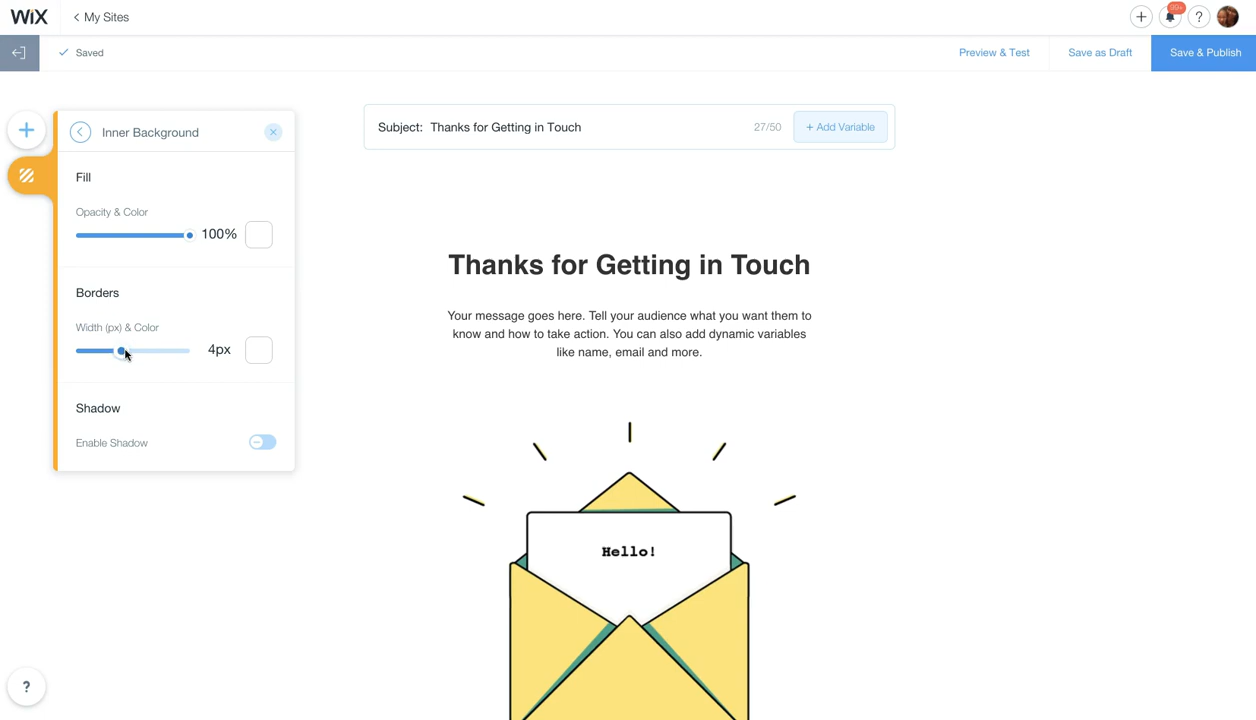 WiX
My Sites
99+
?
Saved
Preview & Test
Save as Draft
Save & Publish
Inner Background
Fill
Opacity & Color
100%
Borders
Width (px) & Color
4px
Shadow
Enable Shadow
Subject: Thanks for Getting in Touch
27/50
+ Add Variable
Thanks for Getting in Touch
Your message goes here. Tell your audience what you want them to
know and how to take action. You can also add dynamic variables
like name, email and more.
Hello!
?